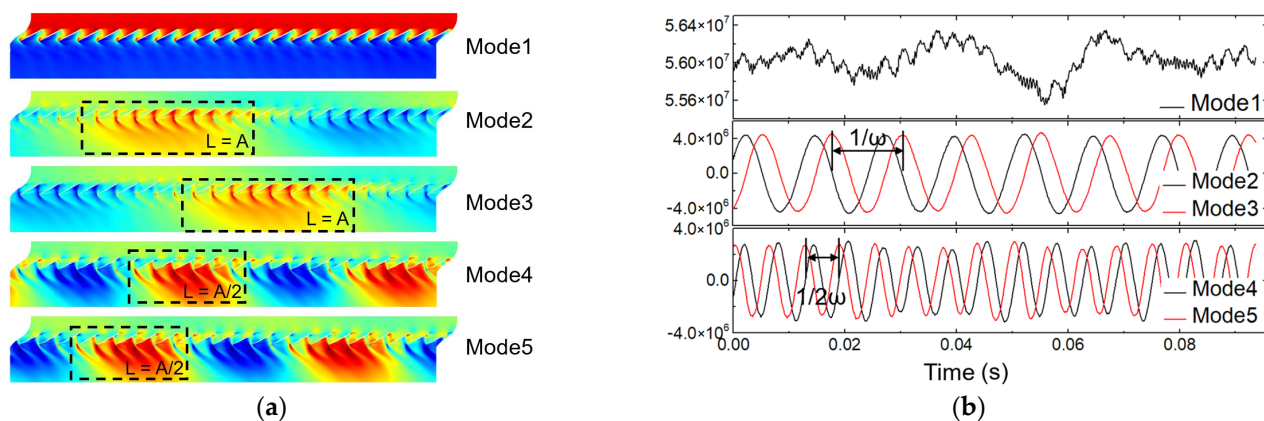 Mode1
Mode2
L = A
Mode3
L = A
Mode4
L = A/2
Mode5
L = A/2
(a)
5.64×10⁷
5.60×10⁷
5.56×10⁷
Mode1
4.0×10⁶
0.0
-4.0×10⁶
1/ω
Mode2
Mode3
4.0×10⁶
0.0
-4.0×10⁶
1/2ω
Mode4
Mode5
0.00 0.02 0.04 0.06 0.08
Time (s)
(b)